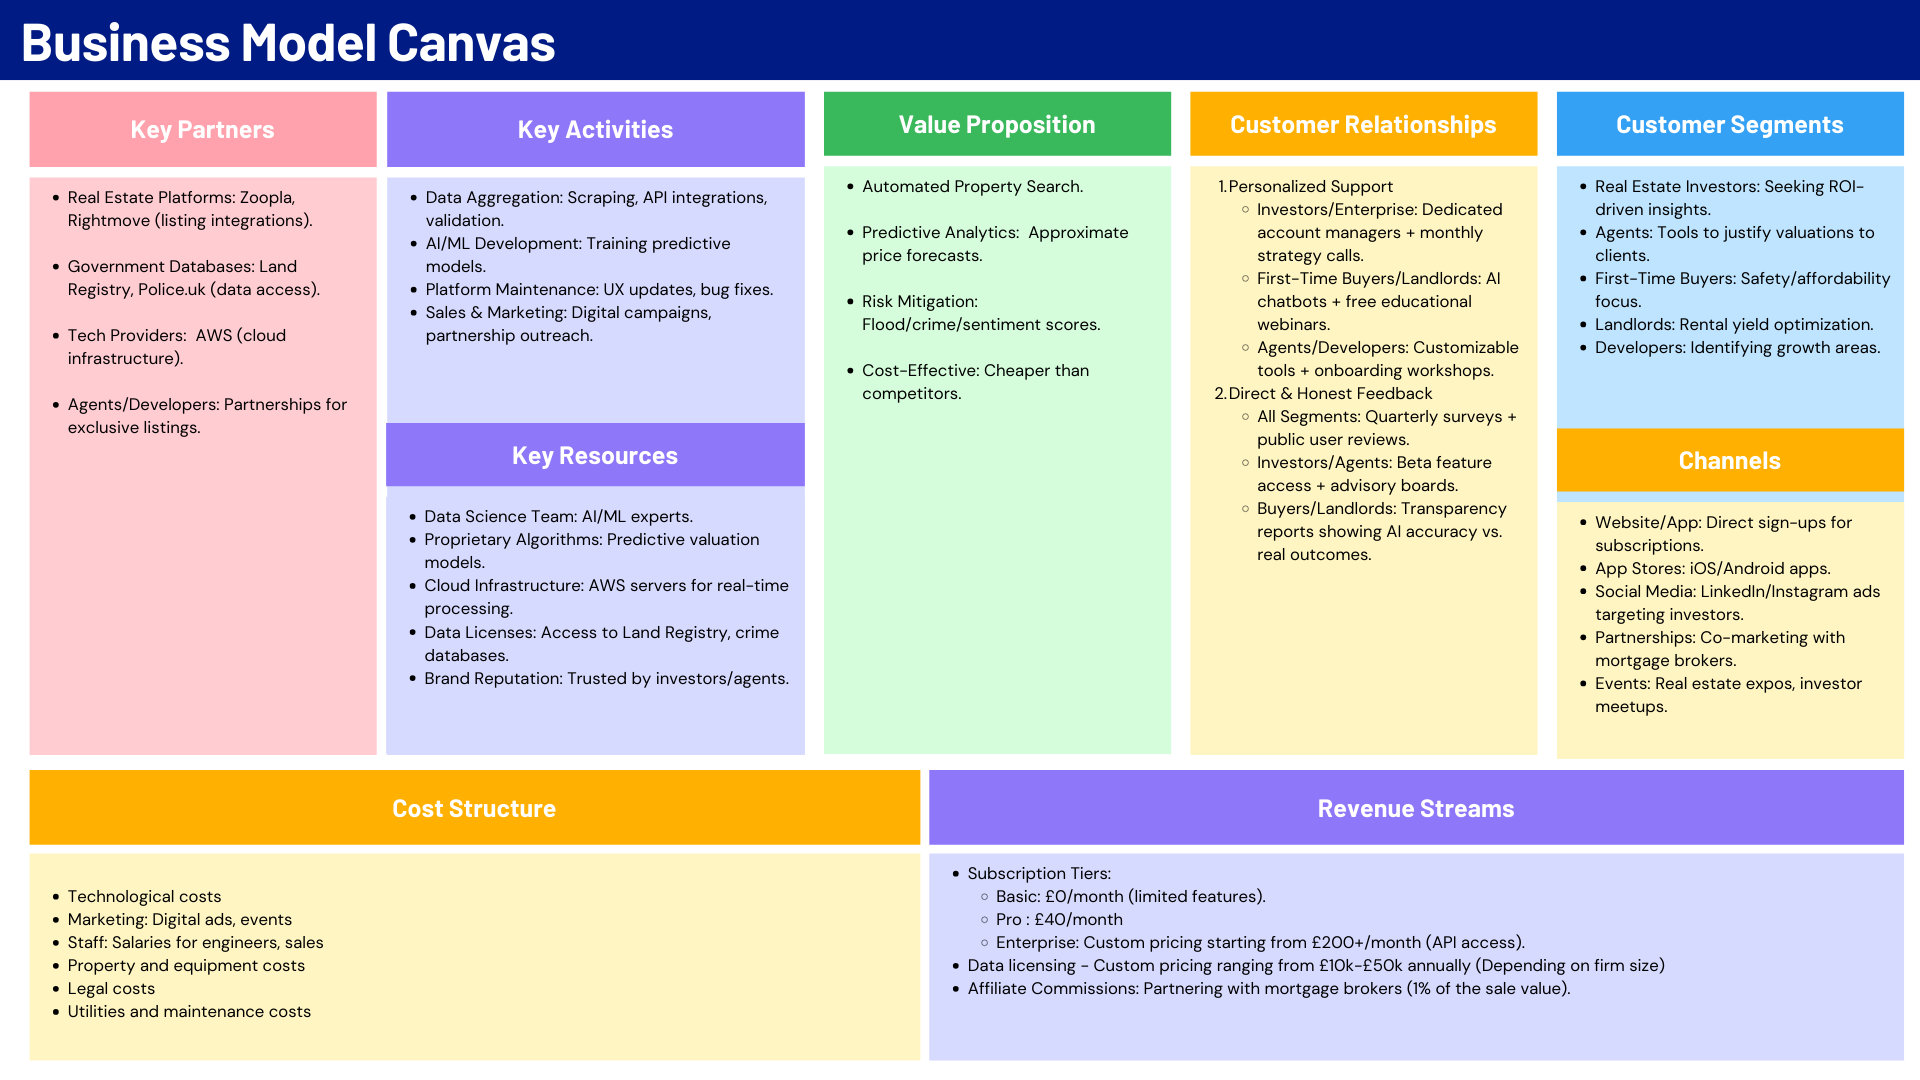 Business Model Canvas
Key Partners
• Real Estate Platforms: Zoopla,
Rightmove (listing integrations).
• Government Databases: Land
Registry, Police.uk (data access).
• Tech Providers:  AWS (cloud
infrastructure).
• Agents/Developers: Partnerships for
exclusive listings.
Key Activities
• Data Aggregation: Scraping, API integrations,
validation.
• AI/ML Development: Training predictive
models.
• Platform Maintenance: UX updates, bug fixes.
• Sales & Marketing: Digital campaigns,
partnership outreach.
Key Resources
• Data Science Team: AI/ML experts.
• Proprietary Algorithms: Predictive valuation
models.
• Cloud Infrastructure: AWS servers for real-time
processing.
• Data Licenses: Access to Land Registry, crime
databases.
• Brand Reputation: Trusted by investors/agents.
Value Proposition
• Automated Property Search.
• Predictive Analytics:  Approximate
price forecasts.
• Risk Mitigation:
Flood/crime/sentiment scores.
• Cost-Effective: Cheaper than
competitors.
Customer Relationships
1. Personalized Support
○ Investors/Enterprise: Dedicated
account managers + monthly
strategy calls.
○ First-Time Buyers/Landlords: AI
chatbots + free educational
webinars.
○ Agents/Developers: Customizable
tools + onboarding workshops.
2. Direct & Honest Feedback
○ All Segments: Quarterly surveys +
public user reviews.
○ Investors/Agents: Beta feature
access + advisory boards.
○ Buyers/Landlords: Transparency
reports showing AI accuracy vs.
real outcomes.
Customer Segments
• Real Estate Investors: Seeking ROI-
driven insights.
• Agents: Tools to justify valuations to
clients.
• First-Time Buyers: Safety/affordability
focus.
• Landlords: Rental yield optimization.
• Developers: Identifying growth areas.
Channels
• Website/App: Direct sign-ups for
subscriptions.
• App Stores: iOS/Android apps.
• Social Media: LinkedIn/Instagram ads
targeting investors.
• Partnerships: Co-marketing with
mortgage brokers.
• Events: Real estate expos, investor
meetups.
Cost Structure
• Technological costs
• Marketing: Digital ads, events
• Staff: Salaries for engineers, sales
• Property and equipment costs
• Legal costs
• Utilities and maintenance costs
Revenue Streams
• Subscription Tiers:
○ Basic: £0/month (limited features).
○ Pro : £40/month
○ Enterprise: Custom pricing starting from £200+/month (API access).
• Data licensing - Custom pricing ranging from £10k-£50k annually (Depending on firm size)
• Affiliate Commissions: Partnering with mortgage brokers (1% of the sale value).